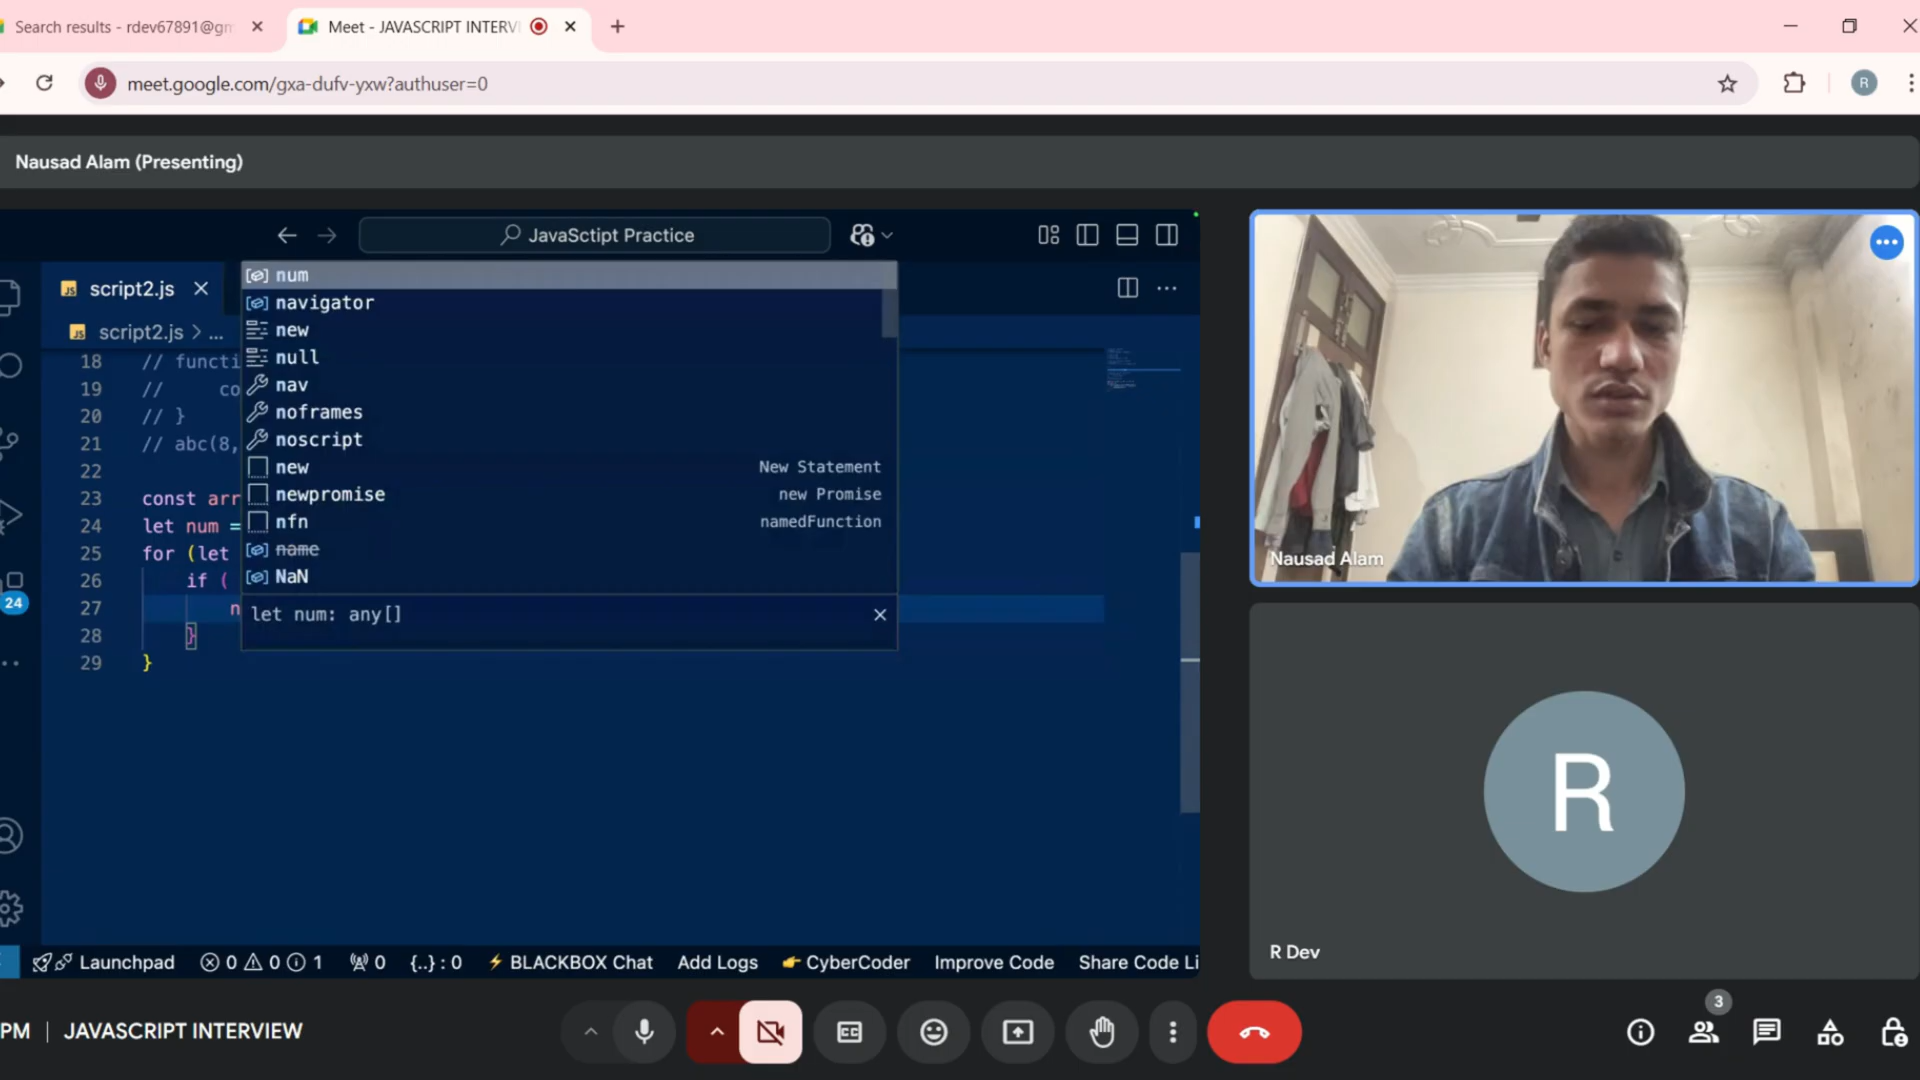 Search results - rdev67891@gm
Meet - JAVASCRIPT INTERVI
meet.google.com/gxa-dufv-yxw?authuser=0
R
Nausad Alam (Presenting)
JavaSctipt Practice
script2.js
script2.js > ...
18 // functi
19 // co
20 // }
21 // abc(8,
22
23 const arr
24 let num =
25 for (let
26 if (
27 n
28 }
29 }
num
navigator
new
null
nav
noframes
noscript
new New Statement
newpromise new Promise
nfn namedFunction
name
NaN
let num: any[]
24
Launchpad 0 0 1 0 {..} : 0 BLACKBOX Chat Add Logs CyberCoder Improve Code Share Code Li
Nausad Alam
R
R Dev
PM | JAVASCRIPT INTERVIEW
CC
3